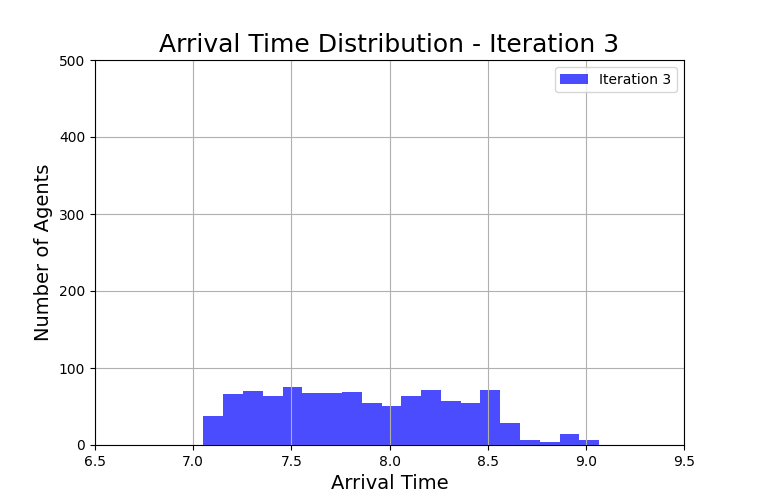 Arrival Time Distribution - Iteration 3
Iteration 3
500
400
300
200
100
0
Number of Agents
6.5 7.0 7.5 8.0 8.5 9.0 9.5
Arrival Time